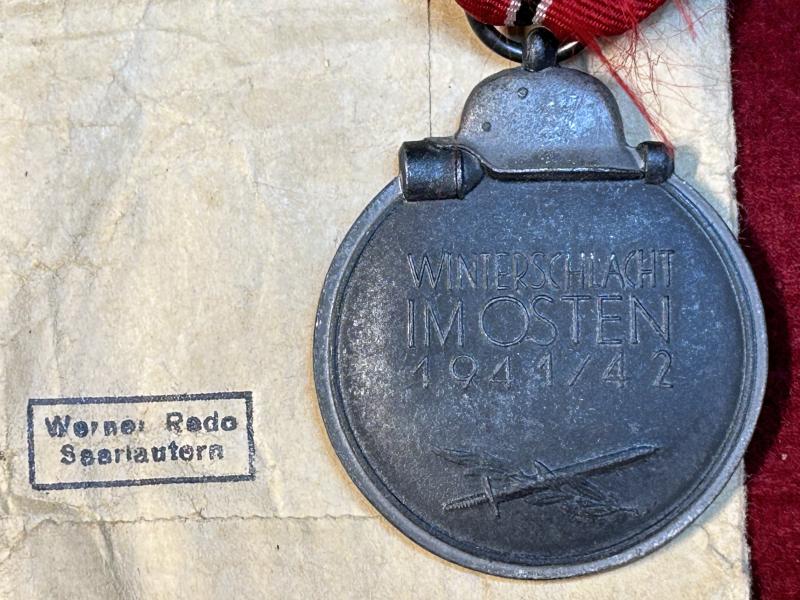 WINTERSCHLACHT
IM OSTEN
1941/42
Werner Redo
Saarlautern